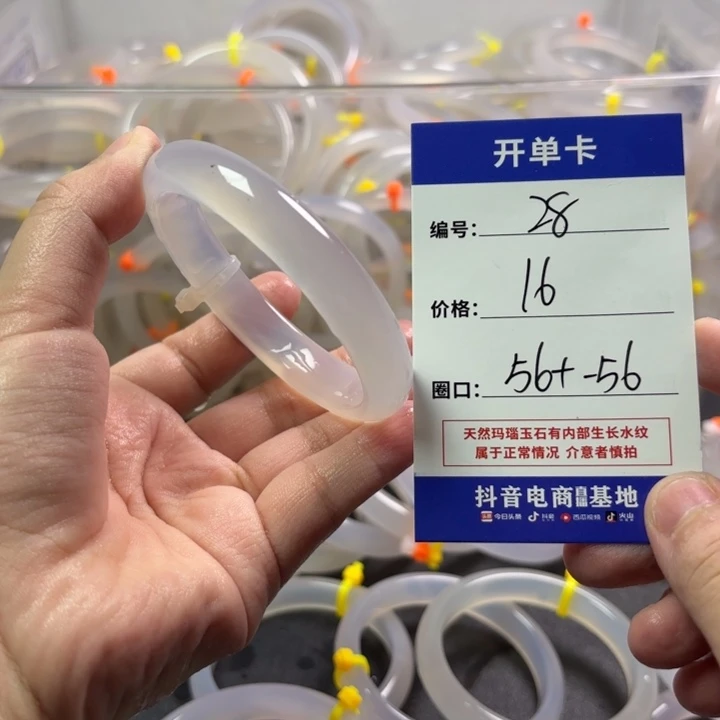 开单卡
编号: 28
价格: 16
圈口: 56+-56
天然玛瑙玉石有内部生长水纹
属于正常情况 介意者慎拍
抖音电商直播基地
今日头条 抖音 西瓜视频 火山